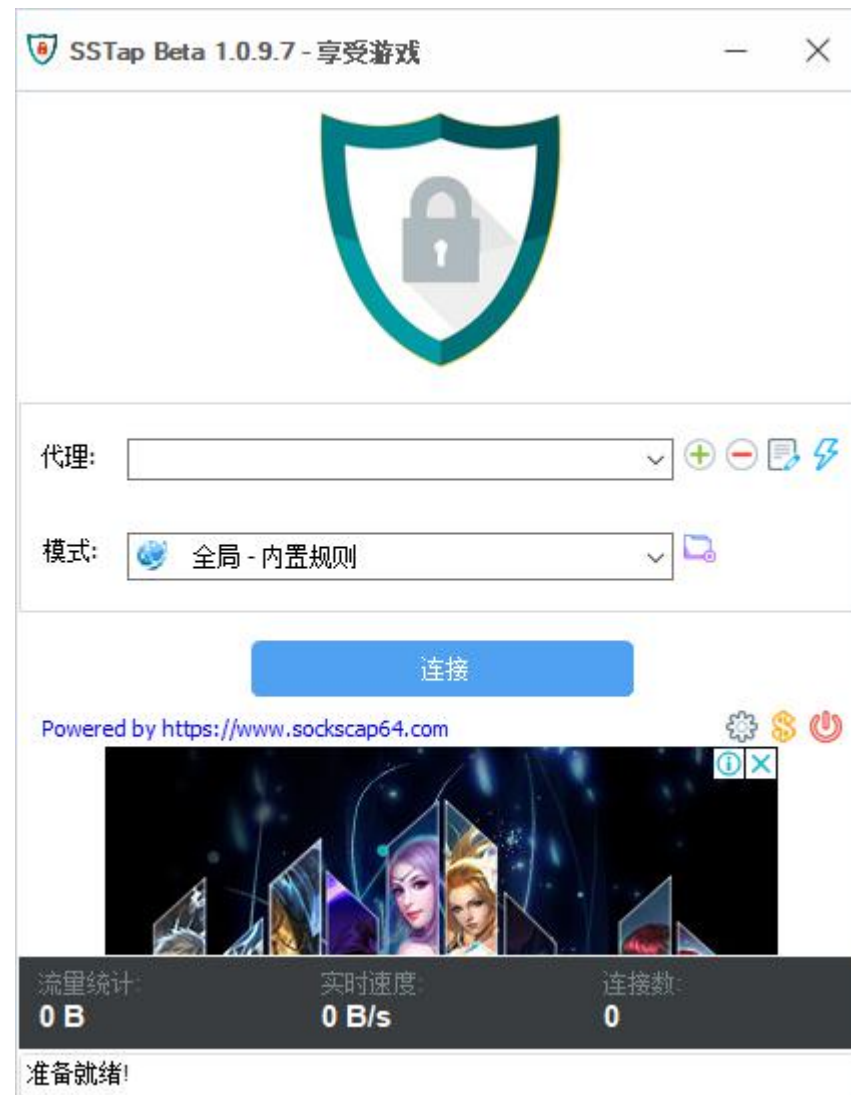 SSTap Beta 1.0.9.7 - 享受游戏
代理:
模式: 全局 - 内置规则
连接
Powered by https://www.sockscap64.com
流量统计: 实时速度: 连接数:
0 B 0 B/s 0
准备就绪!